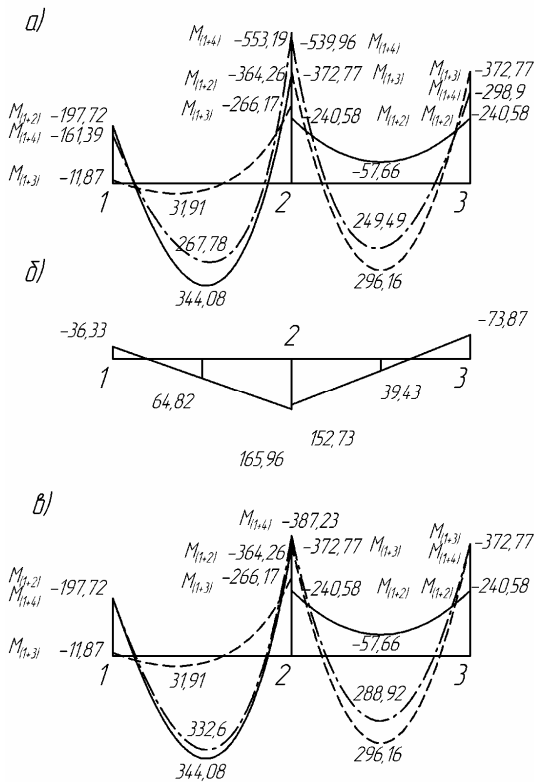 а)
M(1+4) -553,19 -539,96 M(1+4)
M(1+2) -364,26 -372,77 M(1+3) M(1+3) -372,77
M(1+4) -298,9
M(1+3) -266,17 -240,58 M(1+2) M(1+2) -240,58
M(1+2) -197,72
M(1+4) -161,39
-57,66
M(1+3) -11,87
1 31,91 2 3
267,78 249,49
344,08 296,16
б)
-36,33 2 -73,87
1 3
64,82 39,43
152,73
165,96
в)
M(1+4) -387,23
M(1+2) -364,26 -372,77 M(1+3) M(1+3) -372,77
M(1+4)
M(1+3) -266,17 -240,58 M(1+2) M(1+2) -240,58
M(1+2) -197,72
M(1+4)
-57,66
M(1+3) -11,87
1 31,91 2 3
332,6 288,92
344,08 296,16